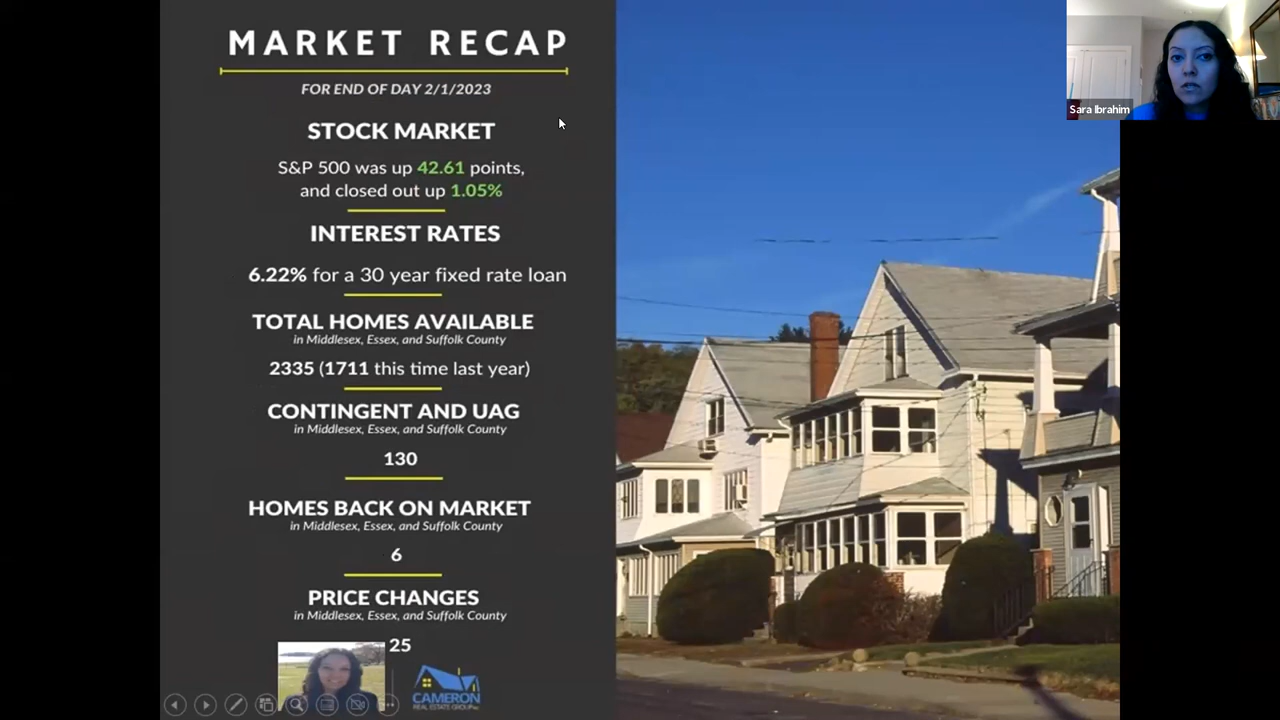 MARKET RECAP
FOR END OF DAY 2/1/2023
STOCK MARKET
S&P 500 was up 42.61 points,
and closed out up 1.05%
INTEREST RATES
6.22% for a 30 year fixed rate loan
TOTAL HOMES AVAILABLE
in Middlesex, Essex, and Suffolk County
2335 (1711 this time last year)
CONTINGENT AND UAG
in Middlesex, Essex, and Suffolk County
130
HOMES BACK ON MARKET
in Middlesex, Essex, and Suffolk County
6
PRICE CHANGES
in Middlesex, Essex, and Suffolk County
25
CAMERON
REAL ESTATE GROUP
Sara Ibrahim